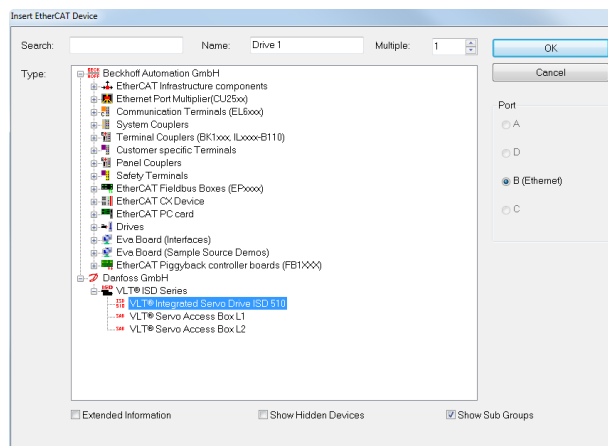 Insert EtherCAT Device
Search: Name: Drive 1 Multiple: 1 OK
Type: Cancel
Beckhoff Automation GmbH
EtherCAT Infrastructure components
Ethernet Port Multiplier(CU25xx)
Communication Terminals (EL6xxx)
System Couplers
Terminal Couplers (BK1xxx, ILxxxx-B110)
Customer specific Terminals
Panel Couplers
Safety Terminals
EtherCAT Fieldbus Boxes (EPxxxx)
EtherCAT CX Device
EtherCAT PC card
Drives
Eva Board (Interfaces)
Eva Board (Sample Source Demos)
EtherCAT Piggyback controller boards (FB1XXX)
Danfoss GmbH
VLT® ISD Series
VLT® Integrated Servo Drive ISD 510
VLT® Servo Access Box L1
VLT® Servo Access Box L2
Port
A
D
B (Ethernet)
C
Extended Information Show Hidden Devices Show Sub Groups